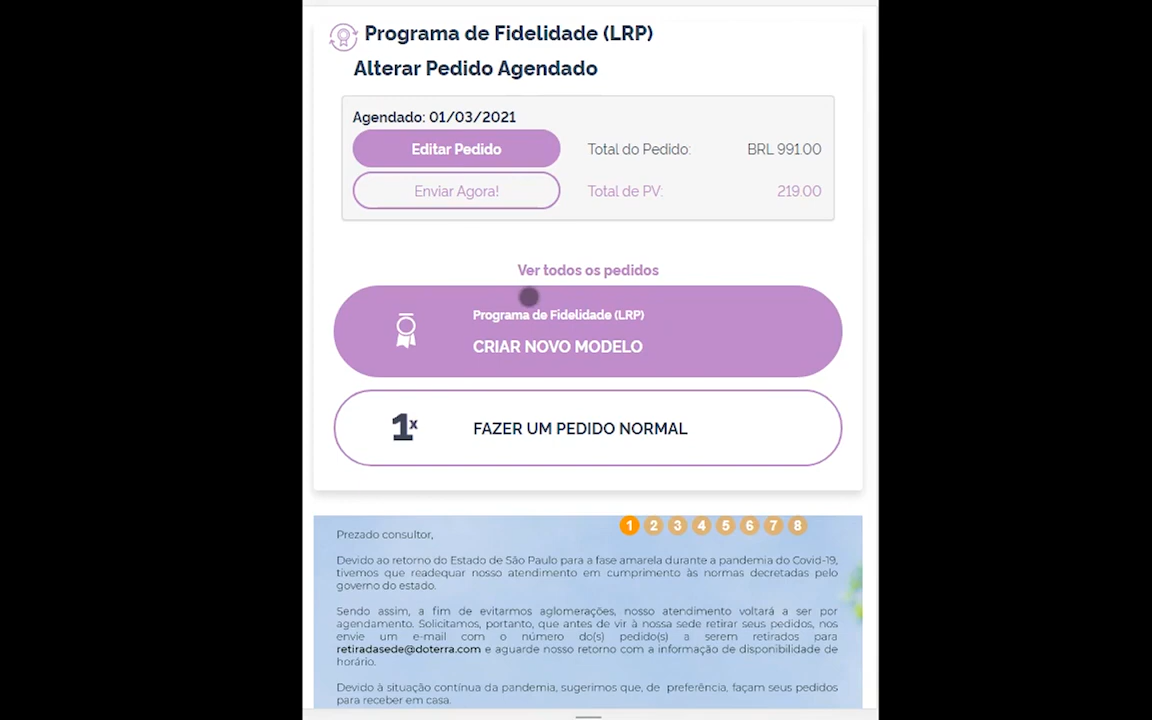 Programa de Fidelidade (LRP)
Alterar Pedido Agendado
Agendado: 01/03/2021
Editar Pedido
Total do Pedido: BRL 991.00
Enviar Agora!
Total de PV: 219.00
Ver todos os pedidos
Programa de Fidelidade (LRP)
CRIAR NOVO MODELO
1x FAZER UM PEDIDO NORMAL
1 2 3 4 5 6 7 8
Prezado consultor,
Devido ao retorno do Estado de São Paulo para a fase amarela durante a pandemia do Covid-19,
tivemos que readequar nosso atendimento em cumprimento às normas decretadas pelo
governo do estado.
Sendo assim, a fim de evitarmos aglomerações, nosso atendimento voltará a ser por
agendamento. Solicitamos, portanto, que antes de vir à nossa sede retirar seus pedidos, nos
envie um e-mail com o número do(s) pedido(s) a serem retirados para
retiradasede@doterra.com e aguarde nosso retorno com a informação de disponibilidade de
horário.
Devido à situação contínua da pandemia, sugerimos que, de preferência, façam seus pedidos
para receber em casa.